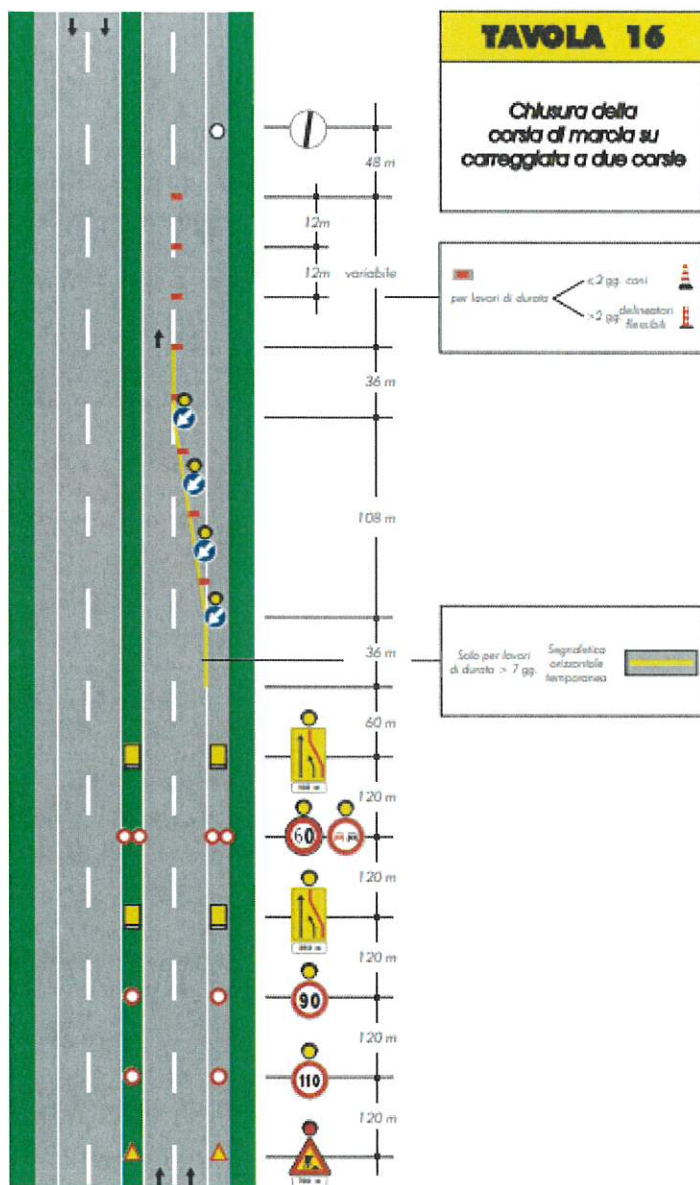 TAVOLA 16
Chiusura della
corsia di marcia su
carreggiata a due corsie
48 m
12m
12m
variabile
per lavori di durata
≤2 gg. coni
>2 gg. delineatori
flessibili
36 m
108 m
36 m
Solo per lavori
di durata > 7 gg.
Segnaletica
orizzontale
temporanea
60 m
120 m
60
120 m
120 m
90
120 m
110
120 m